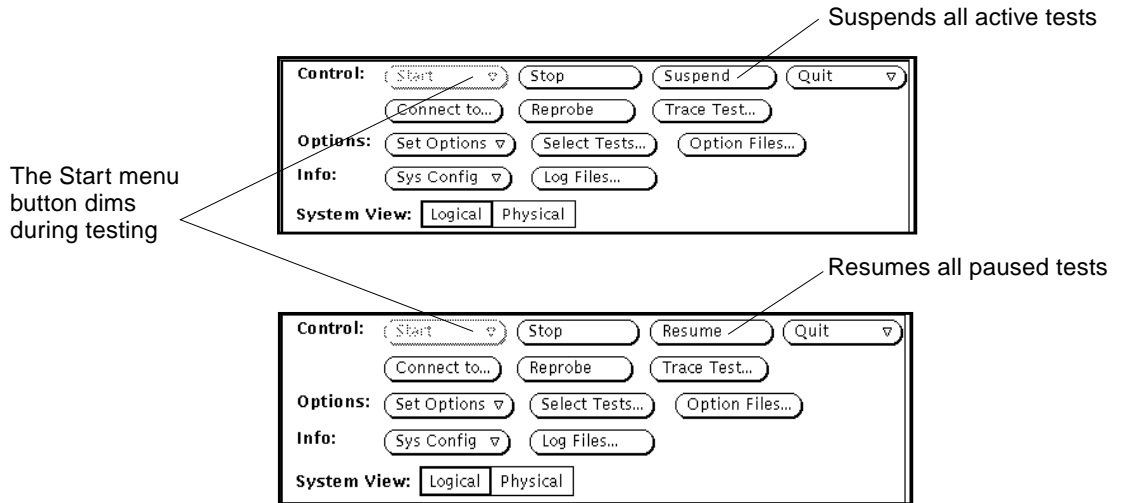 Suspends all active tests
Control: Start Stop Suspend Quit
Connect to... Reprobe Trace Test...
Options: Set Options Select Tests... Option Files...
Info: Sys Config Log Files...
System View: Logical Physical
The Start menu
button dims
during testing
Resumes all paused tests
Control: Start Stop Resume Quit
Connect to... Reprobe Trace Test...
Options: Set Options Select Tests... Option Files...
Info: Sys Config Log Files...
System View: Logical Physical